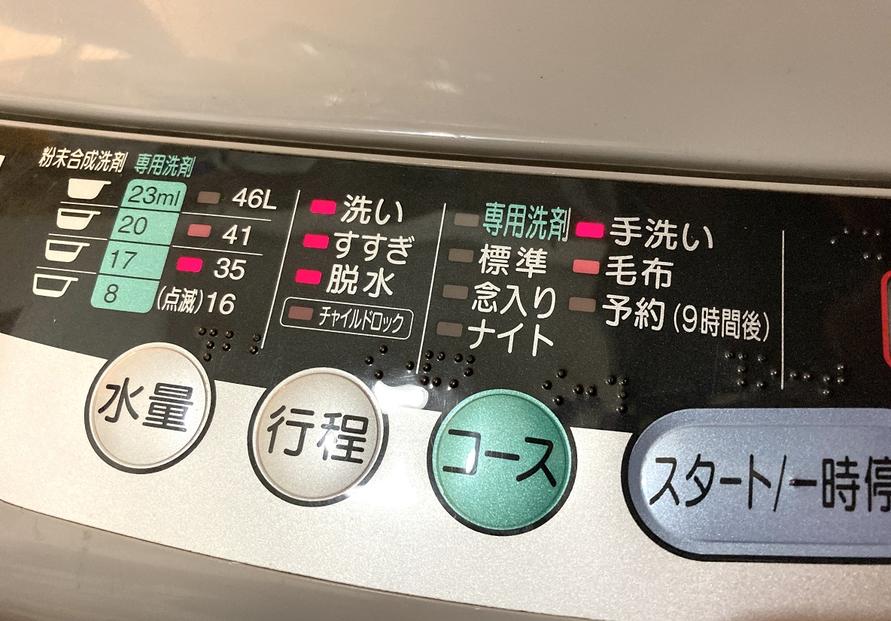 粉末合成洗剤 専用洗剤
23ml 46L
20 41
17 35
8 (点滅)16
洗い
すすぎ
脱水
チャイルドロック
専用洗剤 手洗い
標準 毛布
念入り 予約(9時間後)
ナイト
水量
行程
コース
スタート/一時停